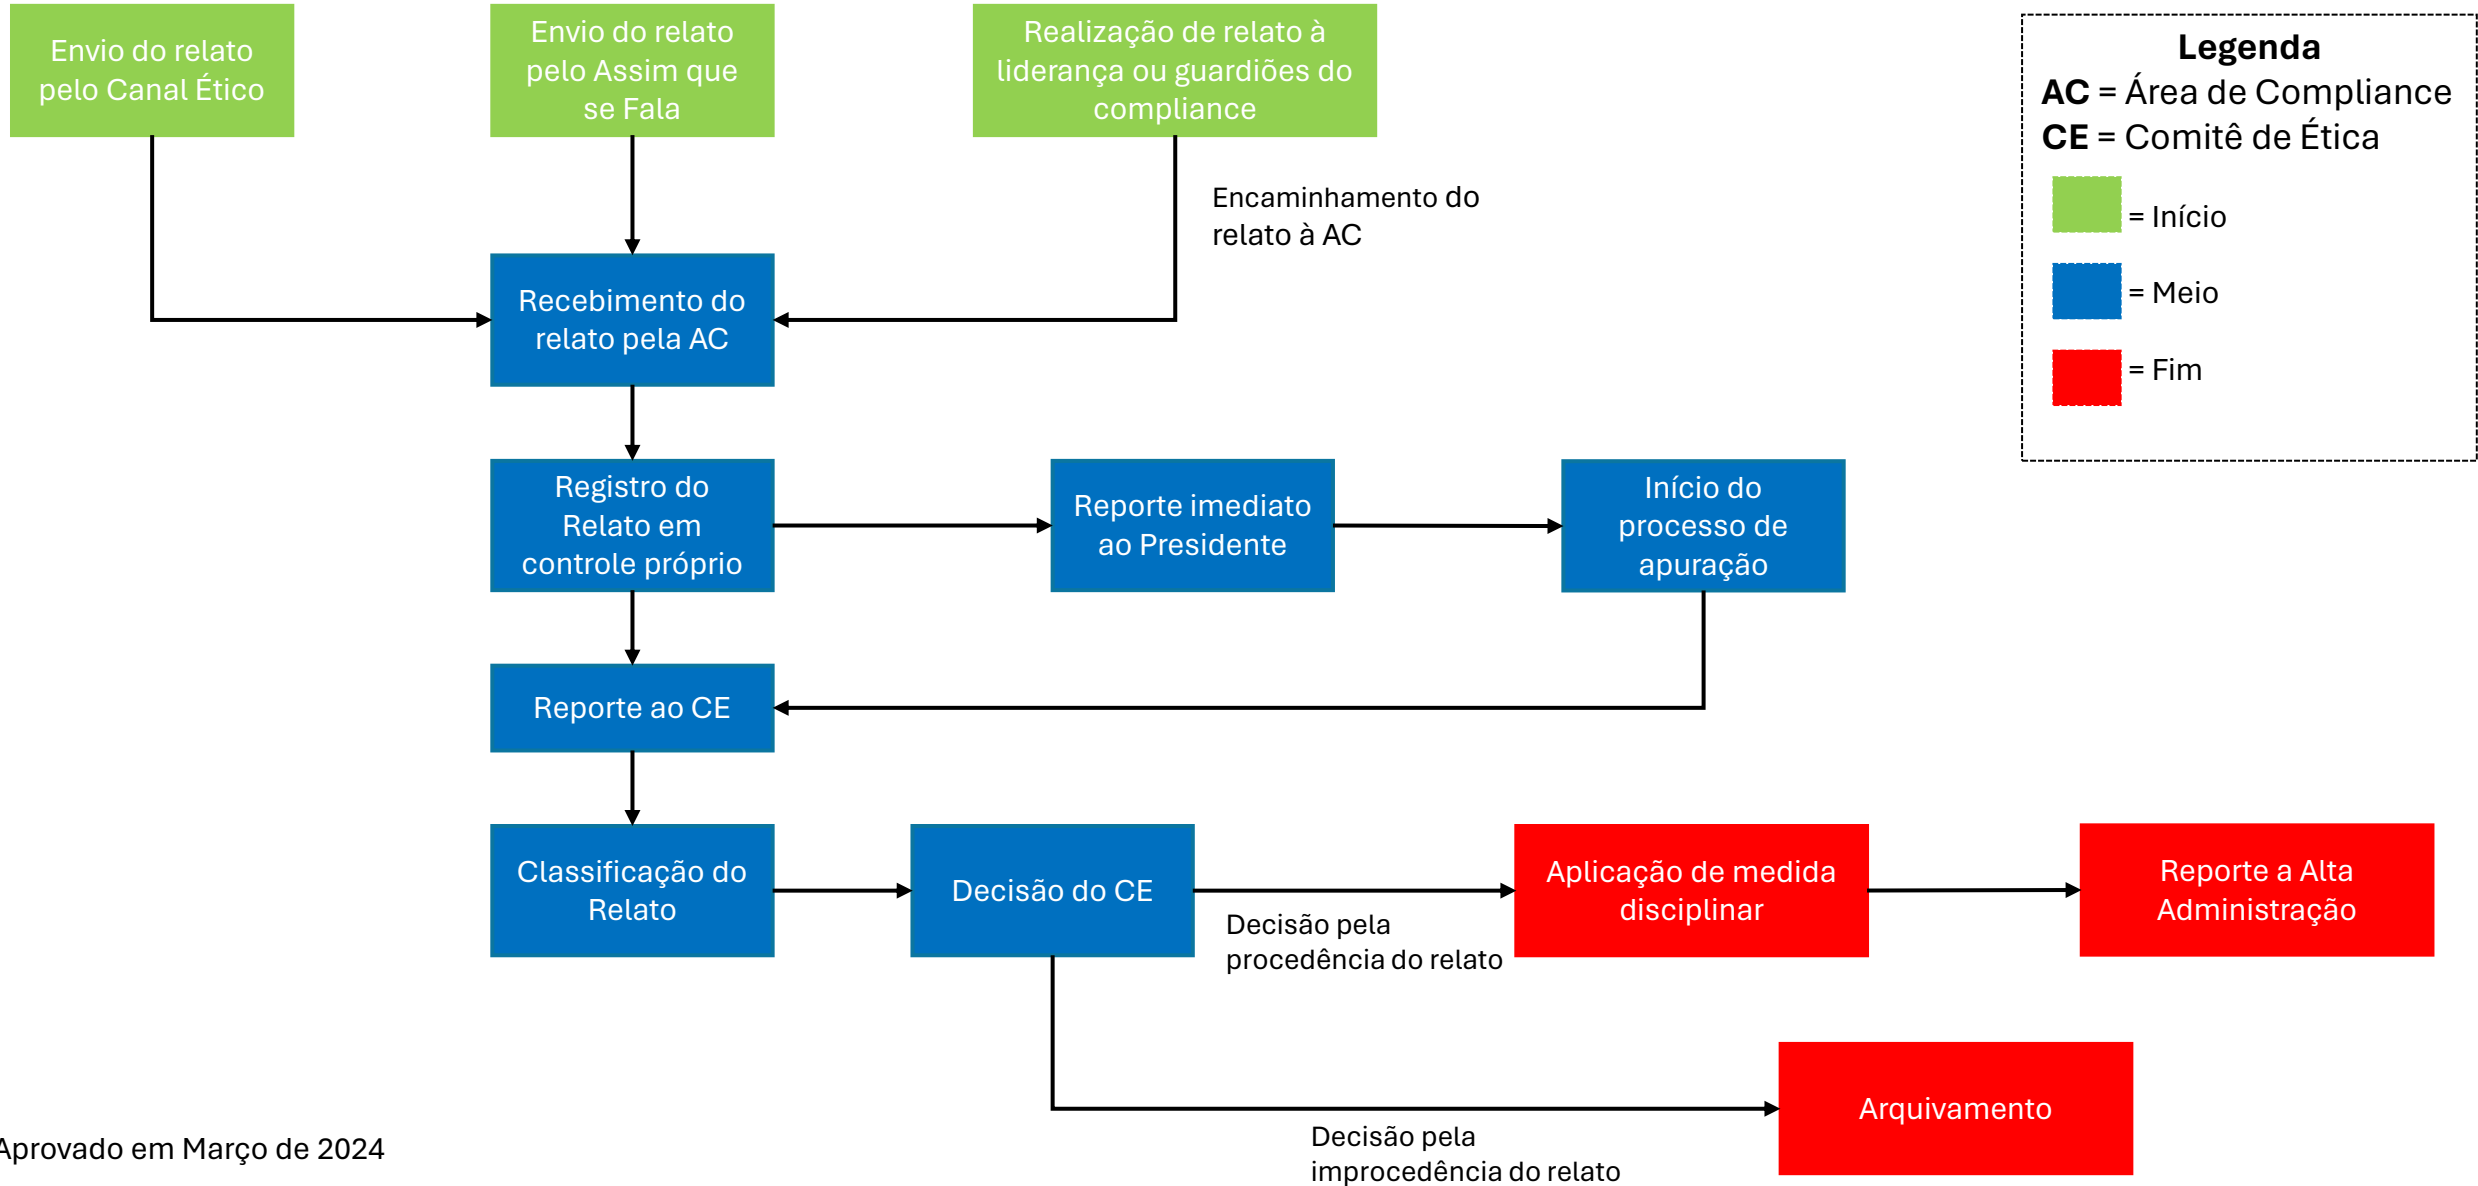 Envio do relato
pelo Canal Ético
Envio do relato
pelo Assim que
se Fala
Realização de relato à
liderança ou guardiões do
compliance
Legenda
AC = Área de Compliance
CE = Comitê de Ética
= Início
= Meio
= Fim
Encaminhamento do
relato à AC
Recebimento do
relato pela AC
Registro do
Relato em
controle próprio
Reporte imediato
ao Presidente
Início do
processo de
apuração
Reporte ao CE
Classificação do
Relato
Decisão do CE
Decisão pela
procedência do relato
Aplicação de medida
disciplinar
Reporte a Alta
Administração
Arquivamento
Decisão pela
improcedência do relato
Aprovado em Março de 2024